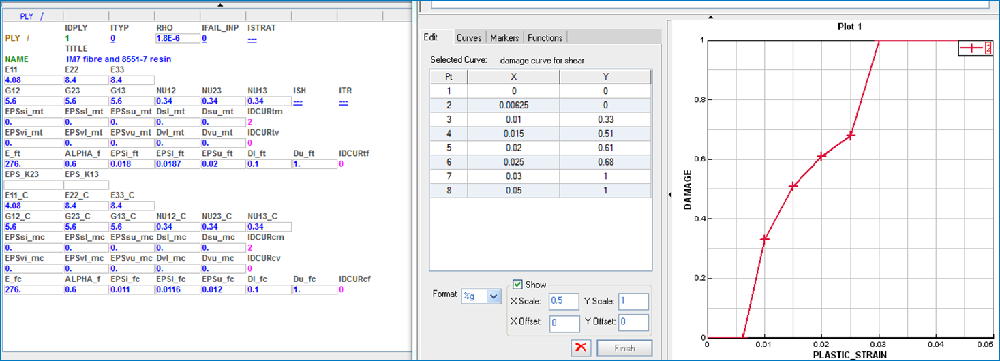 PLY /
IDPLY ITYP RHO IFAIL_INP ISTRAT
PLY / 1 0 1.8E-6 0 ---
TITLE
NAME IM7 fibre and 8551-7 resin
E11 E22 E33
4.08 8.4 8.4
G12 G23 G13 NU12 NU23 NU13 ISH ITR
5.6 5.6 5.6 0.34 0.34 0.34 --- ---
EPSsi_mt EPSsl_mt EPSsu_mt Dsl_mt Dsu_mt IDCURtm
0. 0. 0. 0. 0. 2
EPSvi_mt EPSvl_mt EPSvu_mt Dvl_mt Dvu_mt IDCURtv
0. 0. 0. 0. 0. 0
E_ft ALPHA_f EPSi_ft EPSl_ft EPSu_ft Dl_ft Du_ft IDCURtf
276. 0.6 0.018 0.0187 0.02 0.1 1. 0
EPS_K23 EPS_K13
E11_C E22_C E33_C
4.08 8.4 8.4
G12_C G23_C G13_C NU12_C NU23_C NU13_C
5.6 5.6 5.6 0.34 0.34 0.34
EPSsi_mc EPSsl_mc EPSsu_mc Dsl_mc Dsu_mc IDCURcm
0. 0. 0. 0. 0. 2
EPSvi_mc EPSvl_mc EPSvu_mc Dvl_mc Dvu_mc IDCURcv
0. 0. 0. 0. 0. 0
E_fc ALPHA_f EPSi_fc EPSl_fc EPSu_fc Dl_fc Du_fc IDCURcf
276. 0.6 0.011 0.0116 0.012 0.1 1. 0
Edit Curves Markers Functions
Selected Curve: damage curve for shear
Pt X Y
1 0 0
2 0.00625 0
3 0.01 0.33
4 0.015 0.51
5 0.02 0.61
6 0.025 0.68
7 0.03 1
8 0.05 1
Show
Format %g X Scale: 0.5 Y Scale: 1
X Offset: 0 Y Offset: 0
Finish
Plot 1
2
1
0.8
0.6
0.4
0.2
0
DAMAGE
0 0.01 0.02 0.03 0.04 0.05
PLASTIC_STRAIN